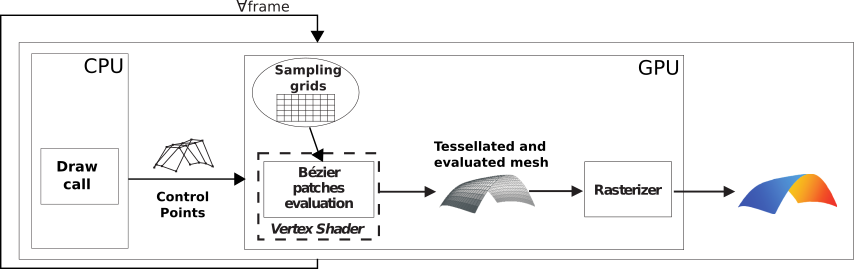 ∀frame
CPU
GPU
Sampling
grids
Draw
call
Control
Points
Bézier
patches
evaluation
Vertex Shader
Tessellated and
evaluated mesh
Rasterizer